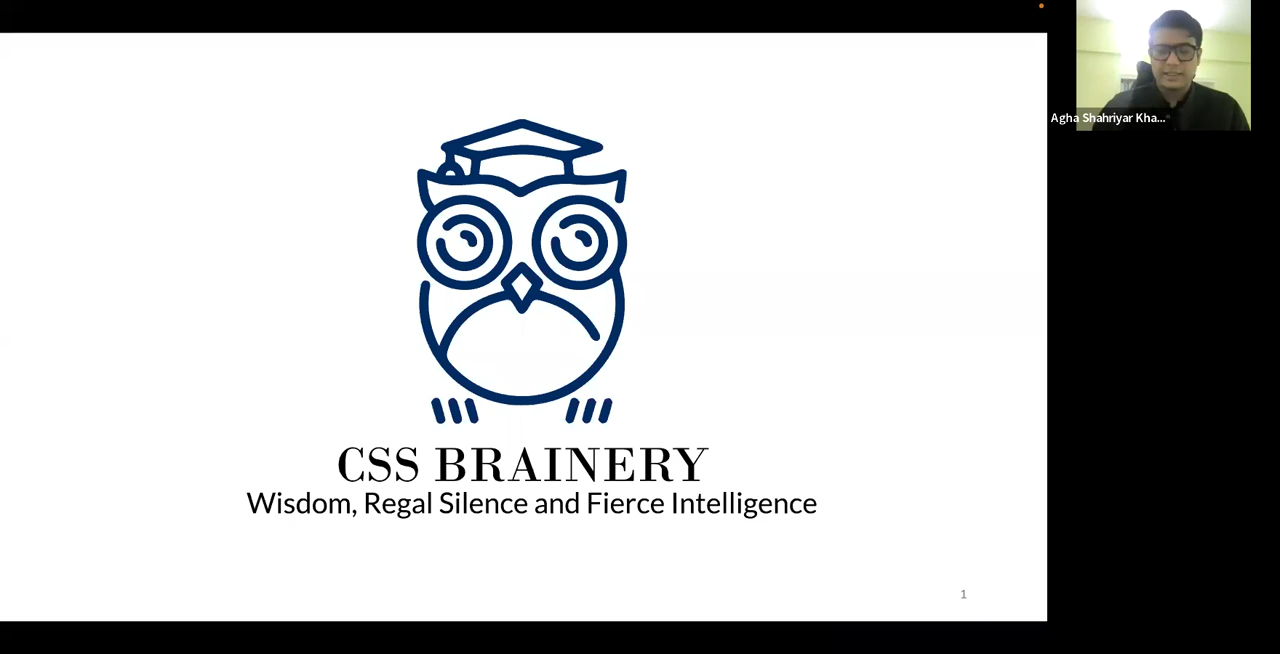 Agha Shahriyar Kha...
CSS BRAINERY
Wisdom, Regal Silence and Fierce Intelligence
1